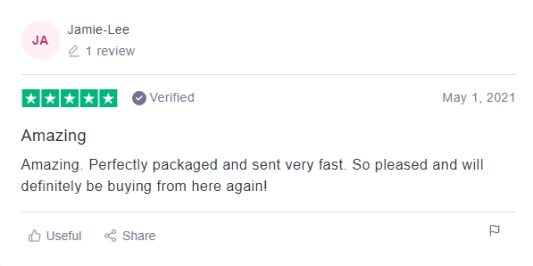 JA
Jamie-Lee
1 review
Verified
May 1, 2021
Amazing
Amazing. Perfectly packaged and sent very fast. So pleased and will
definitely be buying from here again!
Useful
Share